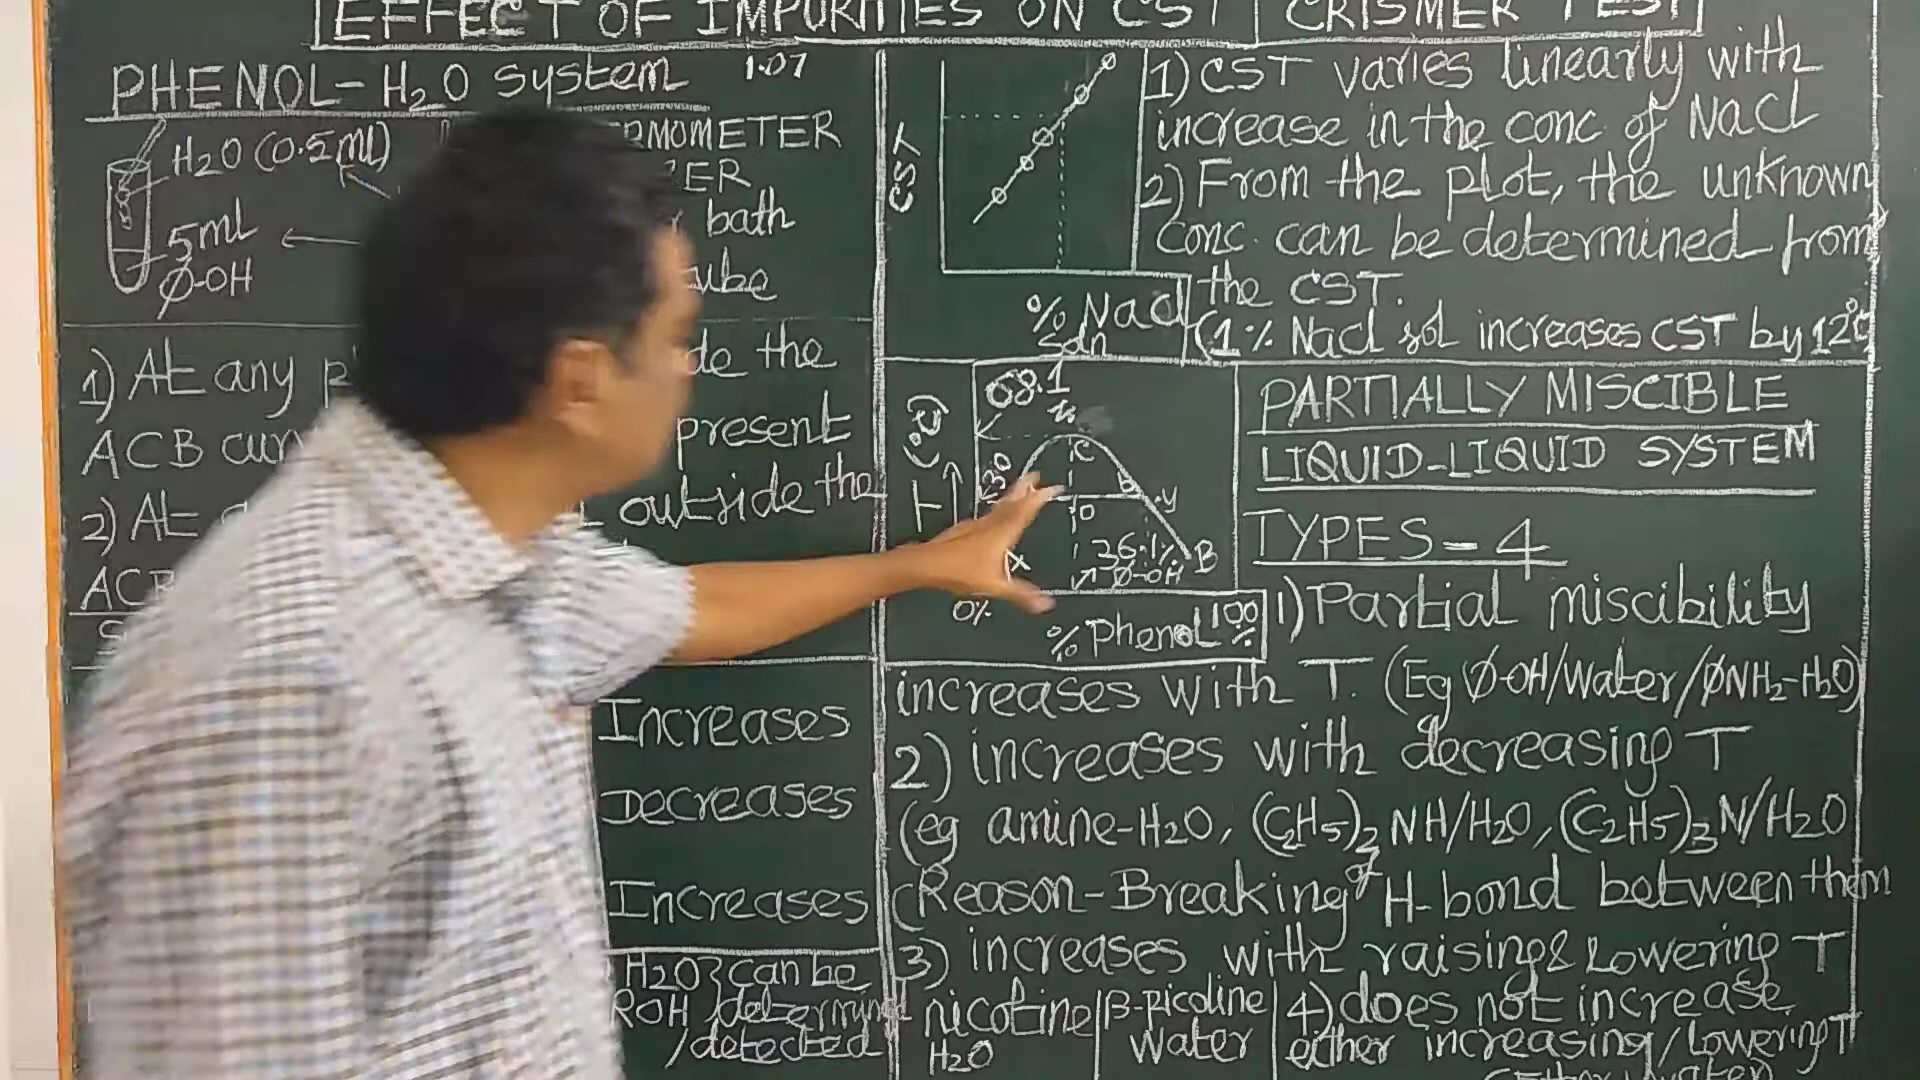 EFFECT OF IMPURITIES ON CST | CRISMER TEST
PHENOL-H2O System 1.07
H2O (0.5ml)
5ml
Ø-OH
RMOMETER
ER
bath
ube
1) At any
de the
ACB
present
2) At
outside the
ACB
Increases
Decreases
Increases
H2O} can be
ROH /determined
/detected
CST
% NaCl
Soln
1) CST varies linearly with
increase in the conc of NaCl
2) From the plot, the unknown
Conc. can be determined from
the CST.
(1% NaCl sol increases CST by 12°C
68.1
T (°C)
30
C
D
b
y
A
B
36.1%
Ø-OH
0%
% Phenol
100
%
PARTIALLY MISCIBLE
LIQUID-LIQUID SYSTEM
TYPES-4
1) Partial miscibility
increases with T. (Eg Ø-OH/Water/ØNH2-H2O)
2) increases with decreasing T
(eg amine-H2O, (C2H5)2 NH/H2O, (C2H5)3N/H2O
(Reason-Breaking of H-bond between them
3) increases with raising & Lowering T
nicotine | β-picoline
H2O Water
4) does not increase
either increasing/Lowering T